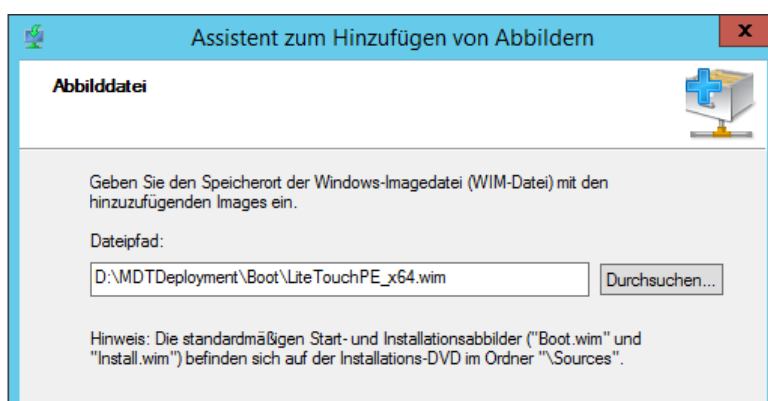 Assistent zum Hinzufügen von Abbildern
x
Abbilddatei
Geben Sie den Speicherort der Windows-Imagedatei (WIM-Datei) mit den
hinzuzufügenden Images ein.
Dateipfad:
D:\MDTDeployment\Boot\LiteTouchPE_x64.wim
Durchsuchen...
Hinweis: Die standardmäßigen Start- und Installationsabbilder ("Boot.wim" und
"Install.wim") befinden sich auf der Installations-DVD im Ordner "\Sources".